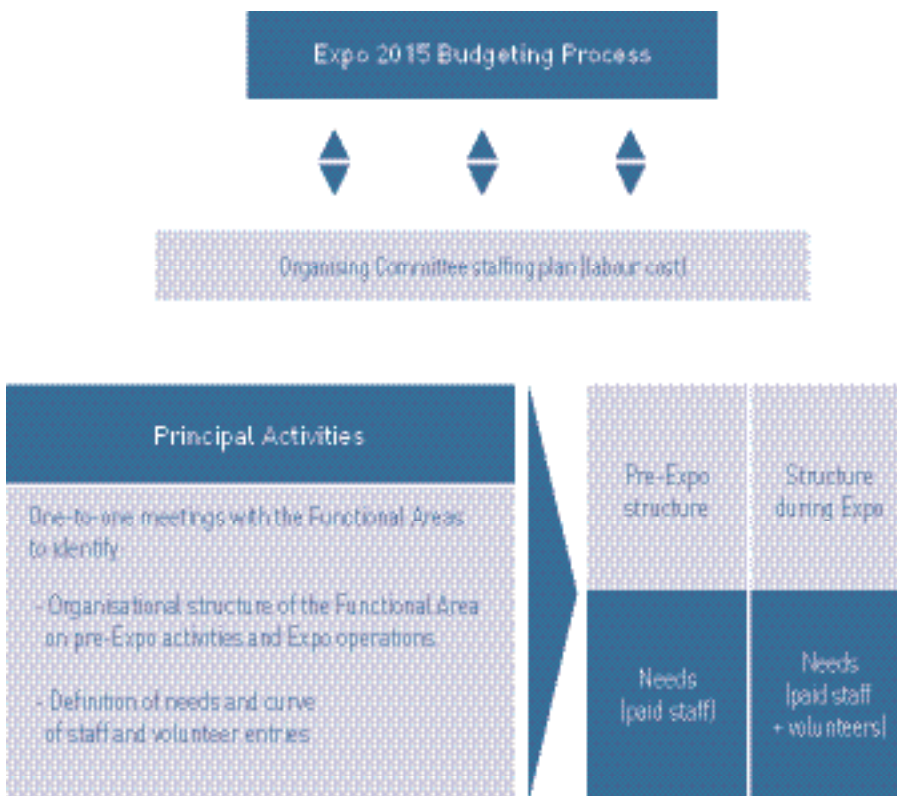 Expo 2015 Budgeting Process
Organising Committee staffing plan (labour cost)
Principal Activities
One-to-one meetings with the Functional Areas
to identify
- Organisational structure of the Functional Area
on pre-Expo activities and Expo operations
- Definition of needs and curve
of staff and volunteer entries
Pre-Expo
structure
Structure
during Expo
Needs
(paid staff)
Needs
(paid staff
+ volunteers)